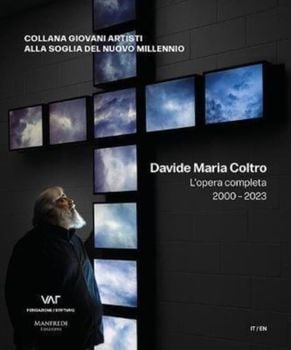 COLLANA GIOVANI ARTISTI
ALLA SOGLIA DEL NUOVO MILLENNIO
Davide Maria Coltro
L'opera completa
2000 - 2023
VAF
FONDAZIONE / STIFTUNG
MANFREDI
EDIZIONI
IT / EN